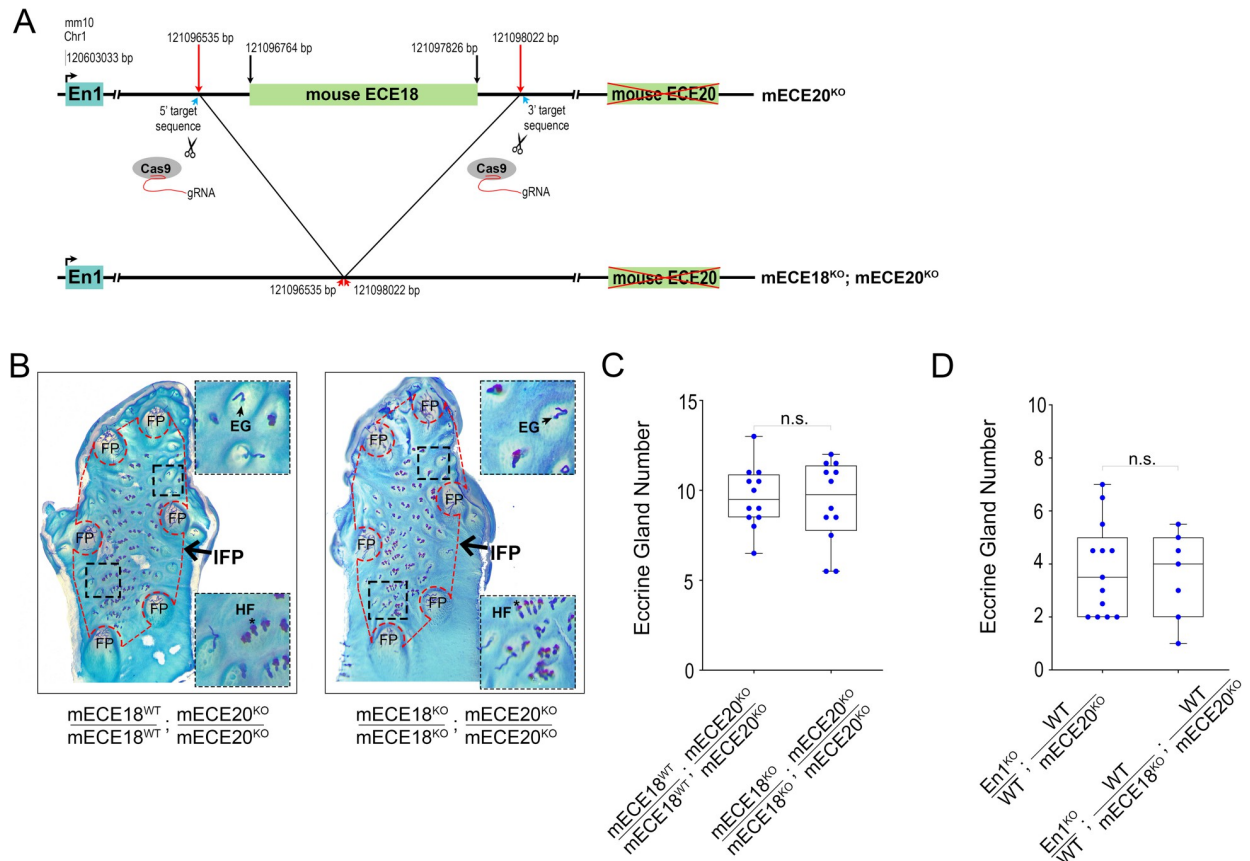 A
mm10
Chr1
120603033 bp
121096535 bp
121096764 bp
121097826 bp
121098022 bp
En1
mouse ECE18
mouse ECE20
mECE20KO
5' target
sequence
3' target
sequence
Cas9
gRNA
Cas9
gRNA
En1
mouse ECE20
mECE18KO; mECE20KO
121096535 bp
121098022 bp
B
FP
FP
FP
FP
FP
FP
EG
IFP
HF
*
mECE18WT ; mECE20KO
mECE18WT mECE20KO
FP
FP
FP
FP
FP
FP
EG
IFP
HF
*
mECE18KO ; mECE20KO
mECE18KO mECE20KO
C
Eccrine Gland Number
15
10
5
0
n.s.
mECE18WT ; mECE20KO
mECE18WT mECE20KO
mECE18KO ; mECE20KO
mECE18KO mECE20KO
D
Eccrine Gland Number
10
8
6
4
2
0
n.s.
En1KO ; WT
WT mECE20KO
En1KO ; WT ; WT
WT mECE18KO mECE20KO